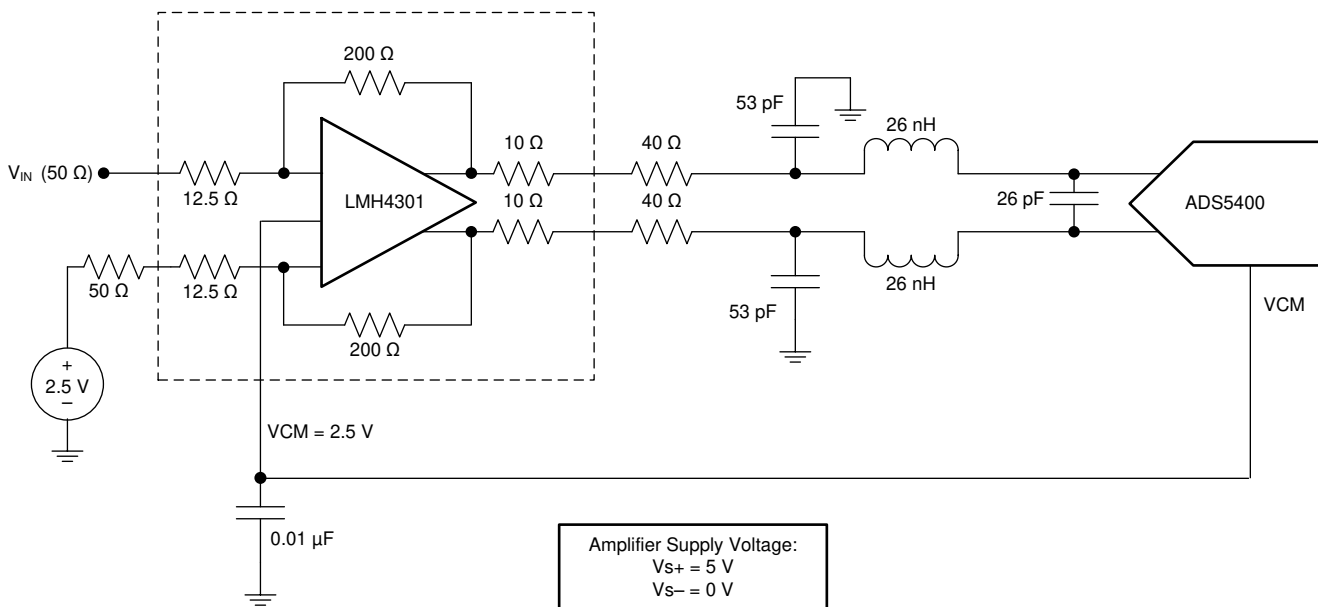 200 Ω
53 pF
26 nH
10 Ω
40 Ω
V_IN (50 Ω)
12.5 Ω
LMH4301
10 Ω
40 Ω
26 pF
ADS5400
50 Ω
12.5 Ω
200 Ω
53 pF
26 nH
VCM
+
2.5 V
–
VCM = 2.5 V
0.01 µF
Amplifier Supply Voltage:
Vs+ = 5 V
Vs– = 0 V